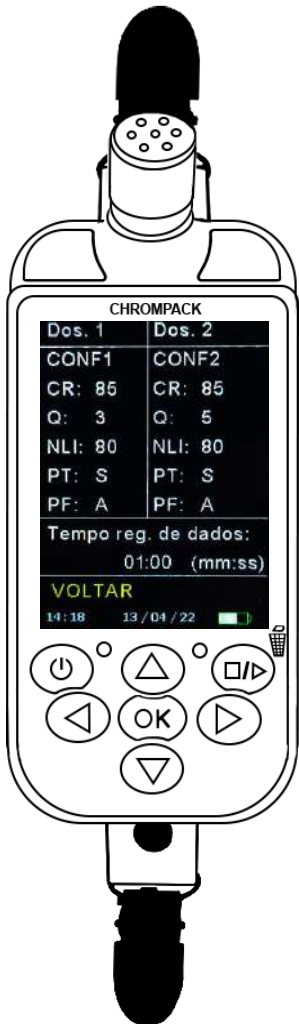 CHROMPACK
Dos. 1 Dos. 2
CONF1 CONF2
CR: 85 CR: 85
Q: 3 Q: 5
NLI: 80 NLI: 80
PT: S PT: S
PF: A PF: A
Tempo reg. de dados:
01:00 (mm:ss)
VOLTAR
14:18 13/04/22
OK